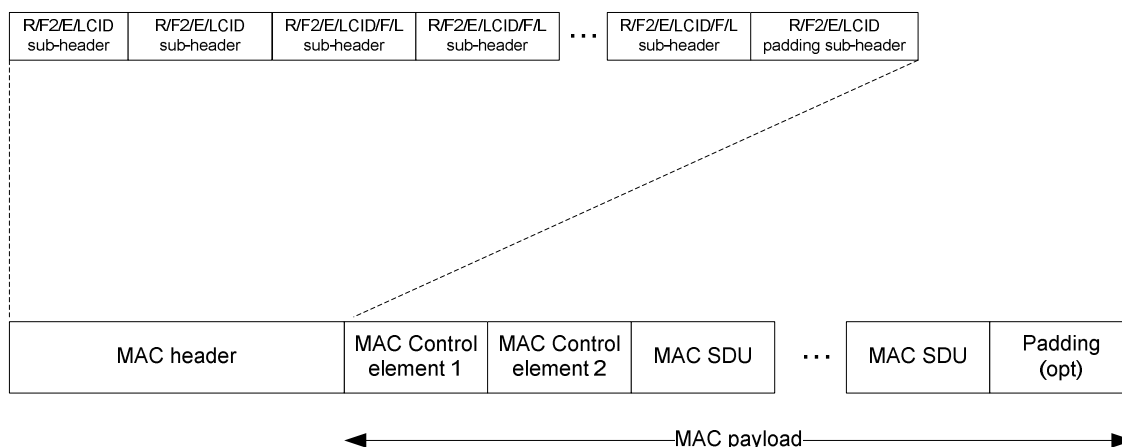 R/F2/E/LCID
sub-header
R/F2/E/LCID
sub-header
R/F2/E/LCID/F/L
sub-header
R/F2/E/LCID/F/L
sub-header
...
R/F2/E/LCID/F/L
sub-header
R/F2/E/LCID
padding sub-header
MAC header
MAC Control
element 1
MAC Control
element 2
MAC SDU
...
MAC SDU
Padding
(opt)
MAC payload